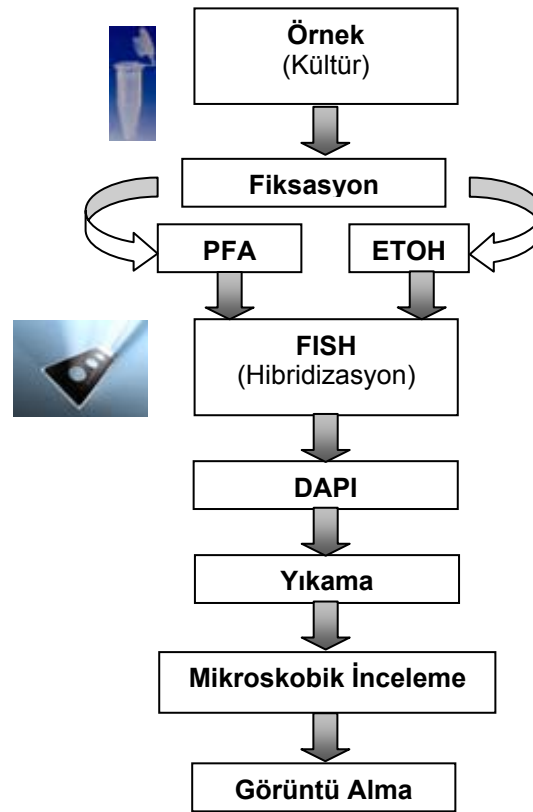 Örnek
(Kültür)
Fiksasyon
PFA
ETOH
FISH
(Hibridizasyon)
DAPI
Yıkama
Mikroskobik İnceleme
Görüntü Alma